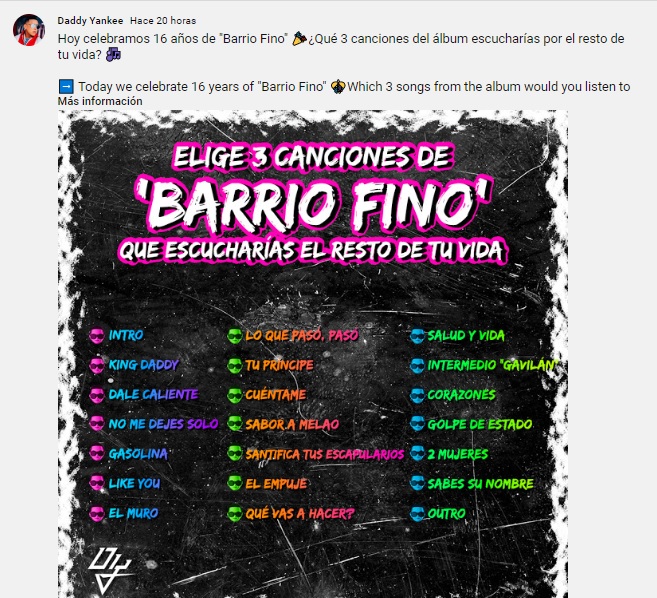 Daddy Yankee Hace 20 horas
Hoy celebramos 16 años de "Barrio Fino" 🎉¿Qué 3 canciones del álbum escucharías por el resto de
tu vida? 🎶
➡ Today we celebrate 16 years of "Barrio Fino" Which 3 songs from the album would you listen to
Más información
ELIGE 3 CANCIONES DE
'BARRIO FINO'
QUE ESCUCHARÍAS EL RESTO DE TU VIDA
INTRO
KING DADDY
DALE CALIENTE
NO ME DEJES SOLO
GASOLINA
LIKE YOU
EL MURO
LO QUE PASÓ, PASÓ
TU PRÍNCIPE
CUÉNTAME
SABOR A MELAO
SANTIFICA TUS ESCAPULARIOS
EL EMPUJE
QUÉ VAS A HACER?
SALUD Y VIDA
INTERMEDIO "GAVILÁN"
CORAZONES
GOLPE DE ESTADO
2 MUJERES
SABES SU NOMBRE
OUTRO
DY